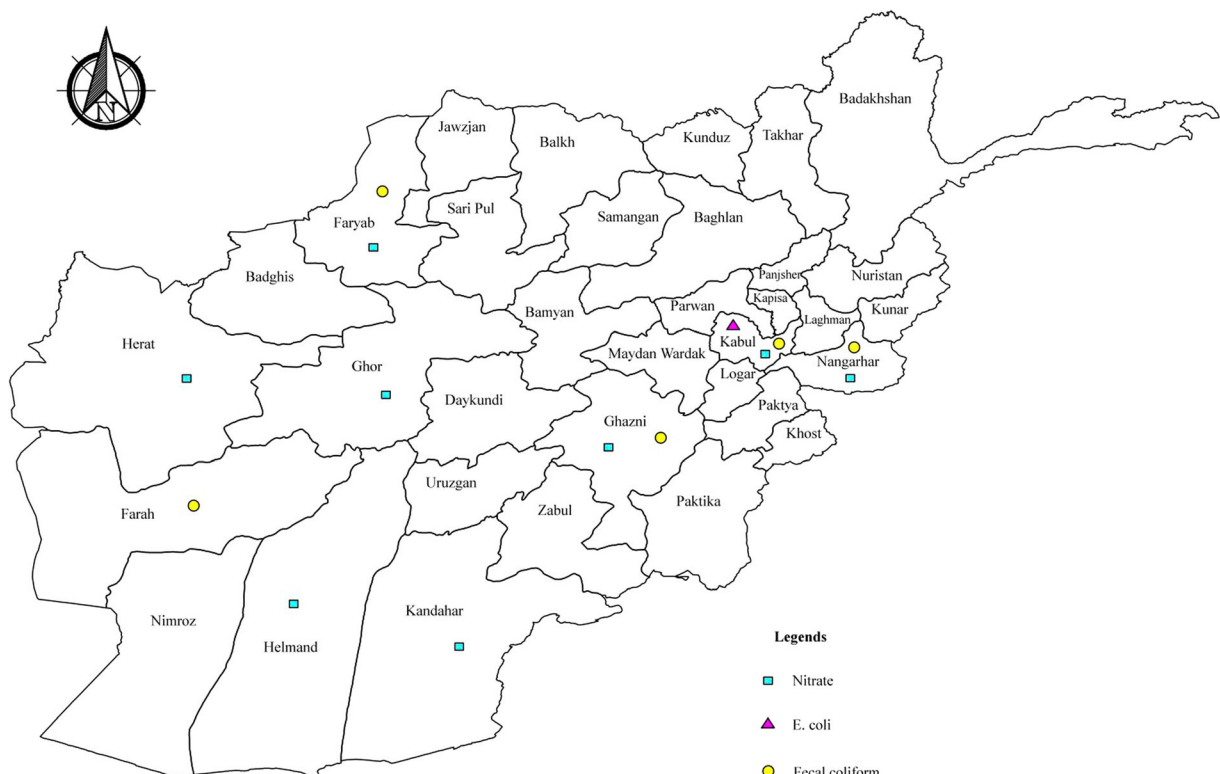 N
Badakhshan
Jawzjan
Balkh
Kunduz
Takhar
Faryab
Sari Pul
Samangan
Baghlan
Badghis
Panjsher
Nuristan
Kapisa
Parwan
Bamyan
Laghman
Kunar
Herat
Kabul
Maydan Wardak
Nangarhar
Ghor
Logar
Daykundi
Paktya
Ghazni
Khost
Uruzgan
Paktika
Farah
Zabul
Nimroz
Kandahar
Helmand
Legends
Nitrate
E. coli
Fecal coliform